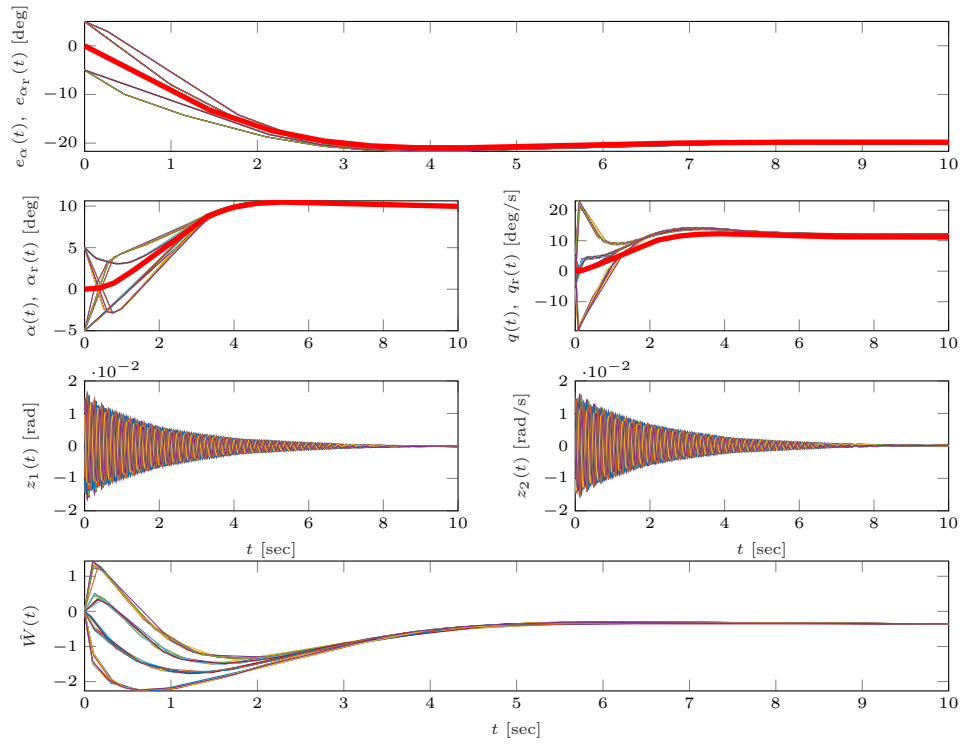 e_α(t), e_{α_r}(t) [deg]
0
−10
−20
0 1 2 3 4 5 6 7 8 9 10
α(t), α_r(t) [deg]
10
5
0
−5
0 2 4 6 8 10
q(t), q_r(t) [deg/s]
20
10
0
−10
0 2 4 6 8 10
·10^−2
z_1(t) [rad]
2
1
0
−1
−2
0 2 4 6 8 10
t [sec]
·10^−2
z_2(t) [rad/s]
2
1
0
−1
−2
0 2 4 6 8 10
t [sec]
Ŵ(t)
1
0
−1
−2
0 1 2 3 4 5 6 7 8 9 10
t [sec]